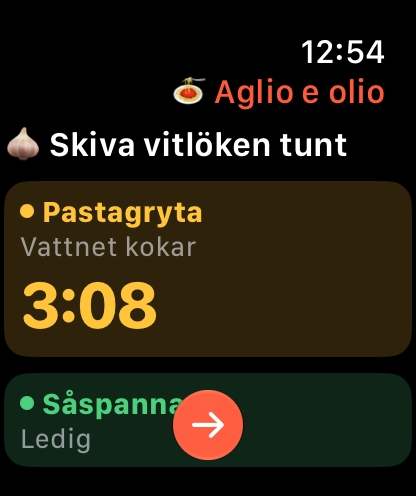 12:54
Aglio e olio
Skiva vitlöken tunt
Pastagryta
Vattnet kokar
3:08
Såspanna
Ledig